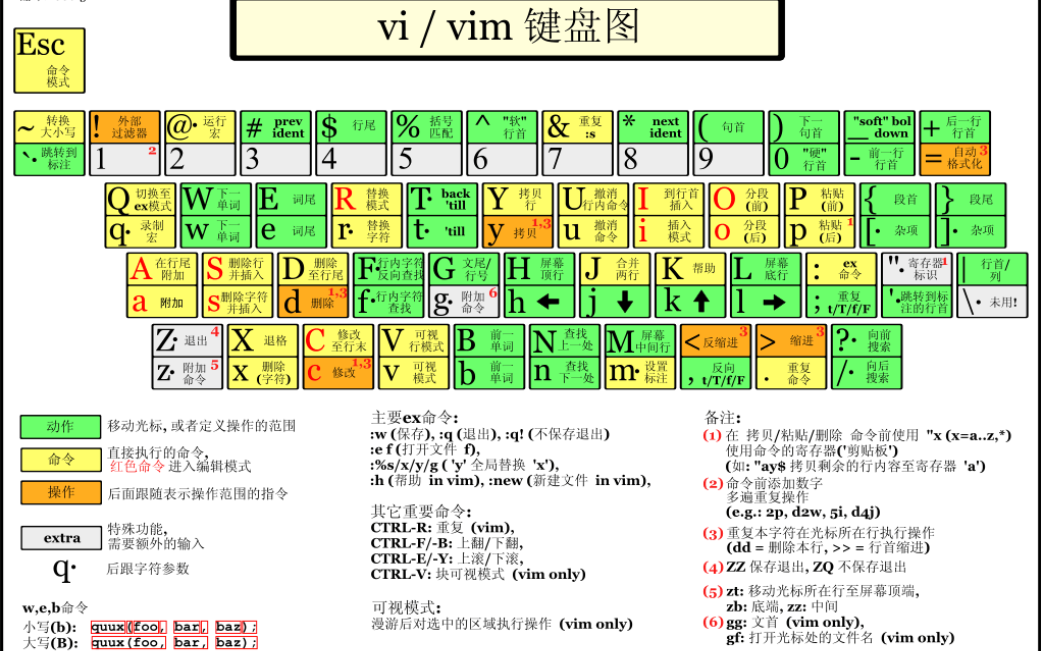 vi / vim 键盘图
Esc
命令
模式
~ 转换
大小写
! 外部
过滤器
@· 运行
宏
# prev
ident
$ 行尾
% 括号
匹配
^ "软"
行首
& 重复
:s
* next
ident
( 句首
) 下一
句首
_ "soft" bol
down
+ 后一行
行首
`· 跳转到
标注
1 2
2
3
4
5
6
7
8
9
0 "硬"
行首
- 前一行
行首
= 自动 3
格式化
Q 切换至
ex模式
W 下一
单词
E 词尾
R 替换
模式
T· back
'till
Y 拷贝
行
U 撤消
行内命令
I 到行首
插入
O 分段
(前)
P 粘贴
(前)
{ 段首
} 段尾
q· 录制
宏
w 下一
单词
e 词尾
r· 替换
字符
t· 'till
y 拷贝 1,3
u 撤消
命令
i 插入
模式
o 分段
(后)
p 粘贴 1
(后)
[· 杂项
]· 杂项
A 在行尾
附加
S 删除行
并插入
D 删除
至行尾
F· 行内字符
反向查找
G 文尾/
行号
H 屏幕
顶行
J 合并
两行
K 帮助
L 屏幕
底行
: ex
命令
"· 寄存器 1
标识
| 行首/
列
a 附加
s 删除字符
并插入
d 删除 1,3
f· 行内字符
查找
g· 附加 6
命令
h ←
j ↓
k ↑
l →
; 重复
t/T/f/F
'· 跳转到标
注的行首
\· 未用!
Z· 退出 4
X 退格
C 修改
至行末
V 可视
行模式
B 前一
单词
N 查找
上一处
M 屏幕
中间行
< 反缩进 3
> 缩进 3
?· 向前
搜索
z· 附加 5
命令
x 删除
(字符)
c 修改 1,3
v 可视
模式
b 前一
单词
n 查找
下一处
m· 设置
标注
, 反向
t/T/f/F
. 重复
命令
/· 向后
搜索
动作 移动光标, 或者定义操作的范围
命令 直接执行的命令,
红色命令 进入编辑模式
操作 后面跟随表示操作范围的指令
extra 特殊功能,
需要额外的输入
q· 后跟字符参数
w,e,b命令
小写(b): quux(foo, bar, baz);
大写(B): quux(foo, bar, baz);
主要ex命令:
:w (保存), :q (退出), :q! (不保存退出)
:e f (打开文件 f),
:%s/x/y/g ( 'y' 全局替换 'x'),
:h (帮助 in vim), :new (新建文件 in vim),
其它重要命令:
CTRL-R: 重复 (vim),
CTRL-F/-B: 上翻/下翻,
CTRL-E/-Y: 上滚/下滚,
CTRL-V: 块可视模式 (vim only)
可视模式:
漫游后对选中的区域执行操作 (vim only)
备注:
(1) 在 拷贝/粘贴/删除 命令前使用 "x (x=a..z,*)
使用命令的寄存器('剪贴板')
(如: "ay$ 拷贝剩余的行内容至寄存器 'a')
(2) 命令前添加数字
多遍重复操作
(e.g.: 2p, d2w, 5i, d4j)
(3) 重复本字符在光标所在行执行操作
(dd = 删除本行, >> = 行首缩进)
(4) ZZ 保存退出, ZQ 不保存退出
(5) zt: 移动光标所在行至屏幕顶端,
zb: 底端, zz: 中间
(6) gg: 文首 (vim only),
gf: 打开光标处的文件名 (vim only)